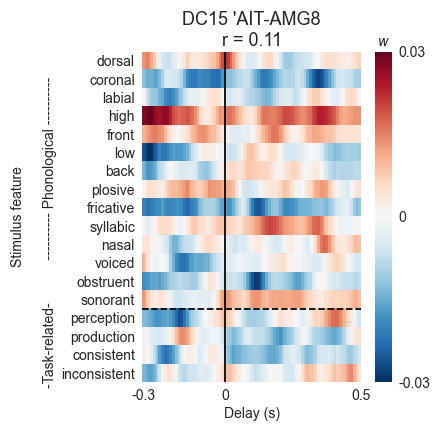 DC15 'AIT-AMG8
r = 0.11
w
dorsal
coronal
labial
high
front
low
back
plosive
fricative
syllabic
nasal
voiced
obstruent
sonorant
perception
production
consistent
inconsistent
Stimulus feature
-Task-related- ---------- Phonological ----------
0.03
0
-0.03
-0.3 0 0.5
Delay (s)